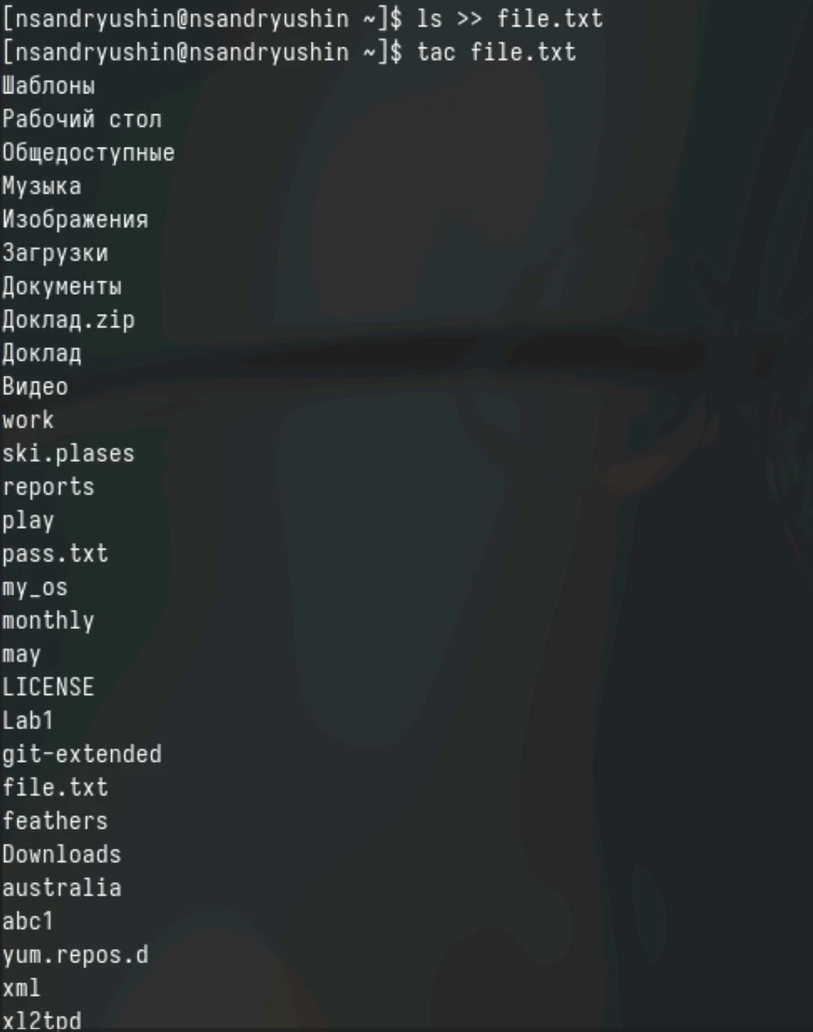 [nsandryushin@nsandryushin ~]$ ls >> file.txt
[nsandryushin@nsandryushin ~]$ tac file.txt
Шаблоны
Рабочий стол
Общедоступные
Музыка
Изображения
Загрузки
Документы
Доклад.zip
Доклад
Видео
work
ski.plases
reports
play
pass.txt
my_os
monthly
may
LICENSE
Lab1
git-extended
file.txt
feathers
Downloads
australia
abc1
yum.repos.d
xml
xl2tpd